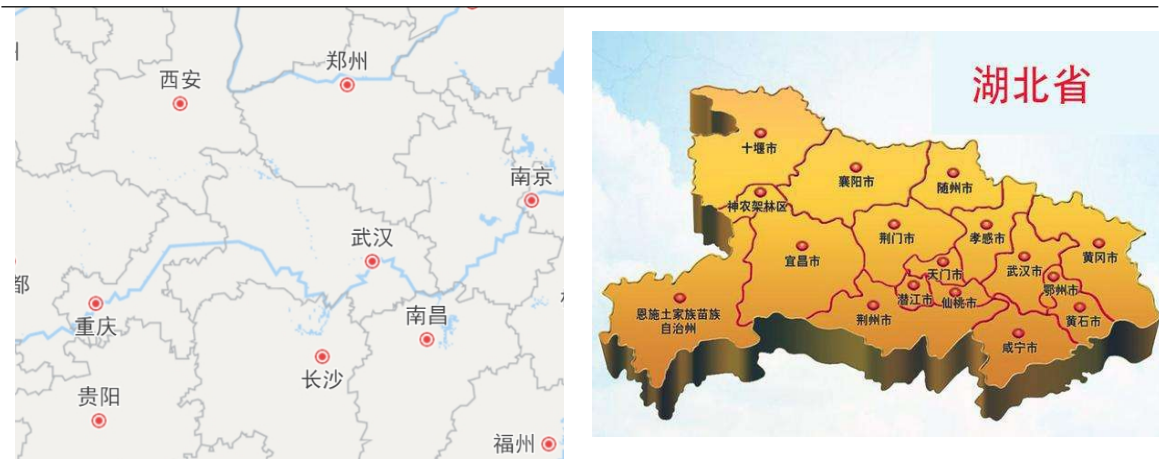 郑州
西安
南京
武汉
都
重庆
南昌
长沙
贵阳
福州
湖北省
十堰市
襄阳市
随州市
神农架林区
荆门市
孝感市
宜昌市
武汉市
黄冈市
天门市
鄂州市
潜江市
仙桃市
恩施土家族苗族
自治州
荆州市
黄石市
咸宁市